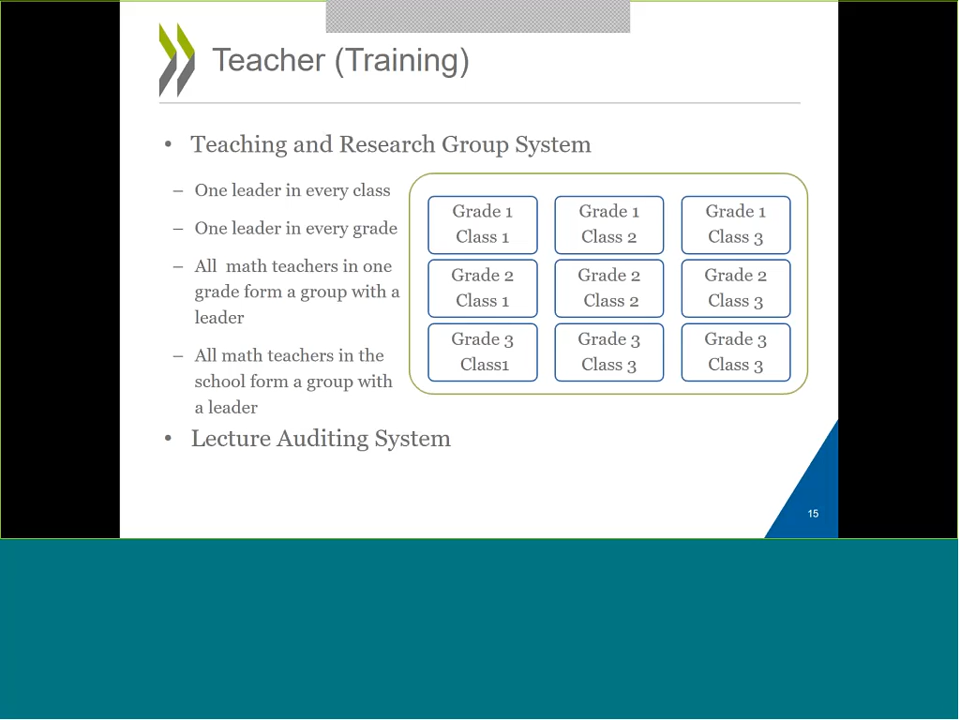 Teacher (Training)
• Teaching and Research Group System
– One leader in every class
– One leader in every grade
– All math teachers in one
grade form a group with a
leader
– All math teachers in the
school form a group with
a leader
Grade 1
Class 1
Grade 1
Class 2
Grade 1
Class 3
Grade 2
Class 1
Grade 2
Class 2
Grade 2
Class 3
Grade 3
Class1
Grade 3
Class 3
Grade 3
Class 3
• Lecture Auditing System
15